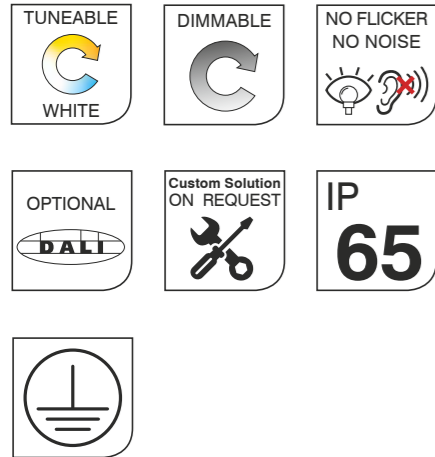 TUNEABLE
WHITE
DIMMABLE
NO FLICKER
NO NOISE
OPTIONAL
DALI
Custom Solution
ON REQUEST
IP
65